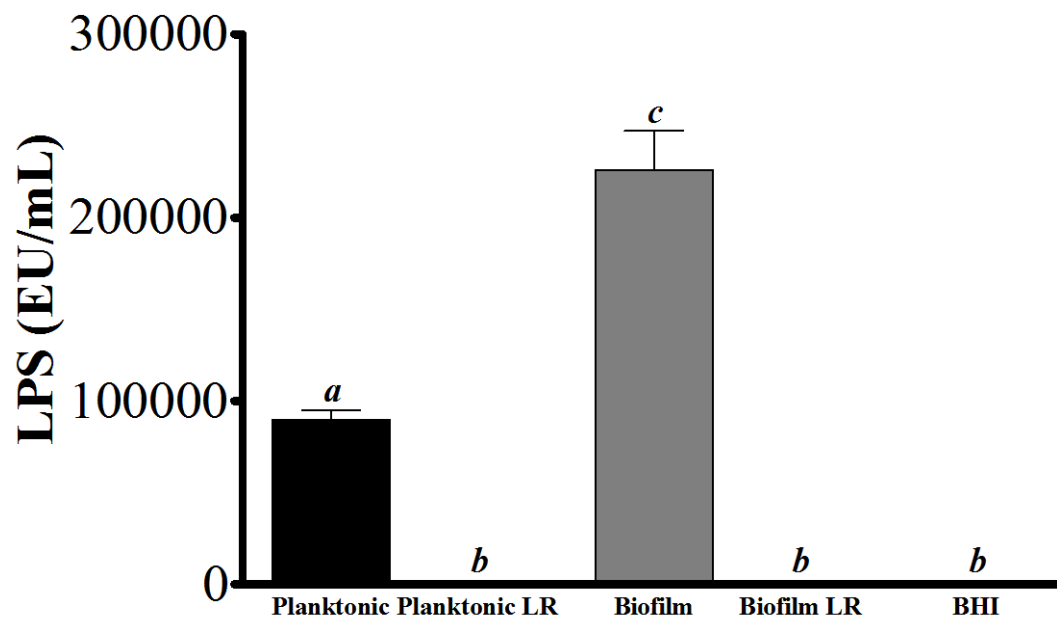 300000
200000
100000
0
LPS (EU/mL)
a
b
c
b
b
Planktonic Planktonic LR Biofilm Biofilm LR BHI